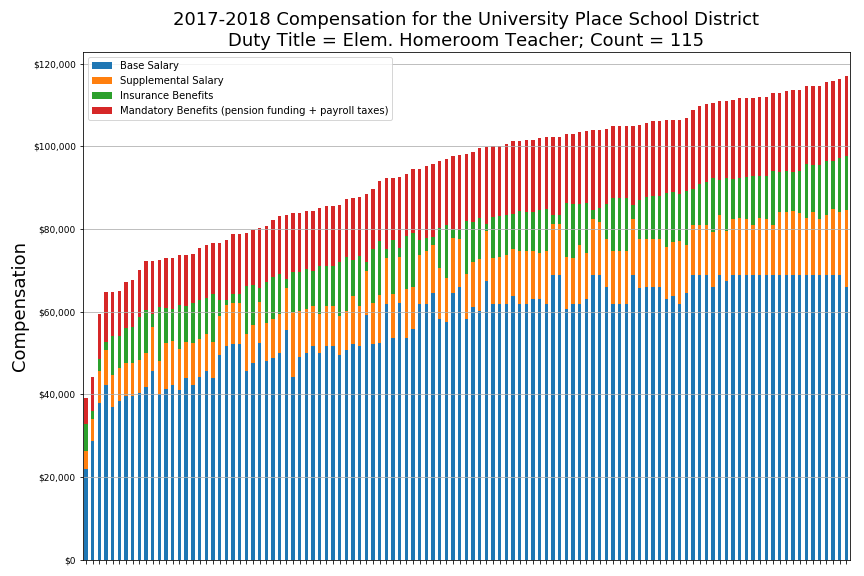 2017-2018 Compensation for the University Place School District
Duty Title = Elem. Homeroom Teacher; Count = 115
Base Salary
Supplemental Salary
Insurance Benefits
Mandatory Benefits (pension funding + payroll taxes)
$120,000
$100,000
$80,000
$60,000
$40,000
$20,000
$0
Compensation